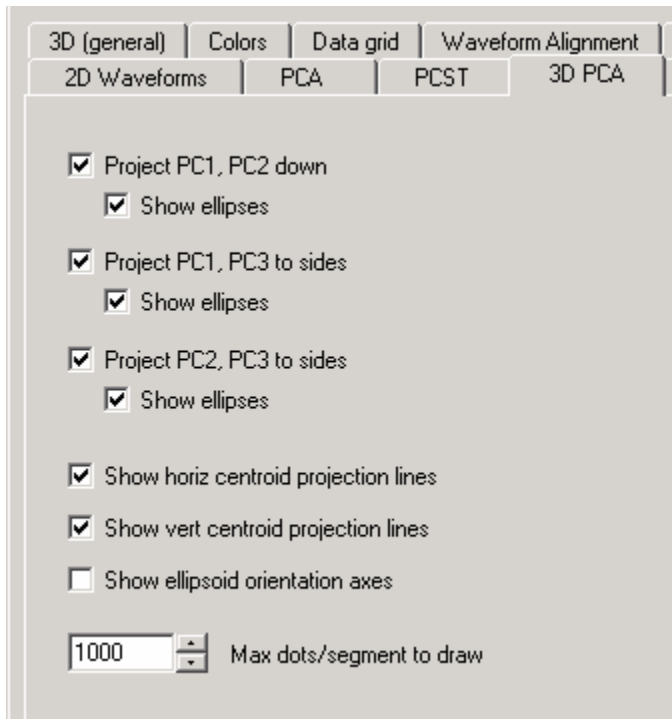 3D (general) Colors Data grid Waveform Alignment
2D Waveforms PCA PCST 3D PCA
Project PC1, PC2 down
Show ellipses
Project PC1, PC3 to sides
Show ellipses
Project PC2, PC3 to sides
Show ellipses
Show horiz centroid projection lines
Show vert centroid projection lines
Show ellipsoid orientation axes
1000 Max dots/segment to draw